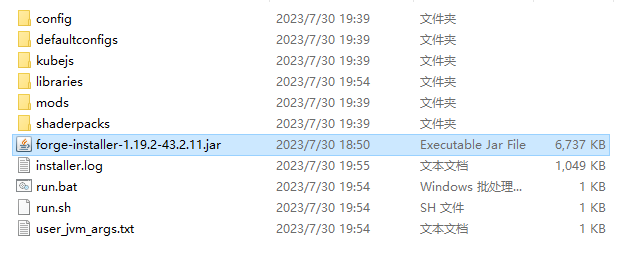 config 2023/7/30 19:39 文件夹
defaultconfigs 2023/7/30 19:39 文件夹
kubejs 2023/7/30 19:39 文件夹
libraries 2023/7/30 19:54 文件夹
mods 2023/7/30 19:39 文件夹
shaderpacks 2023/7/30 19:39 文件夹
forge-installer-1.19.2-43.2.11.jar 2023/7/30 18:50 Executable Jar File 6,737 KB
installer.log 2023/7/30 19:55 文本文档 1,049 KB
run.bat 2023/7/30 19:54 Windows 批处理... 1 KB
run.sh 2023/7/30 19:54 SH 文件 1 KB
user_jvm_args.txt 2023/7/30 19:54 文本文档 1 KB